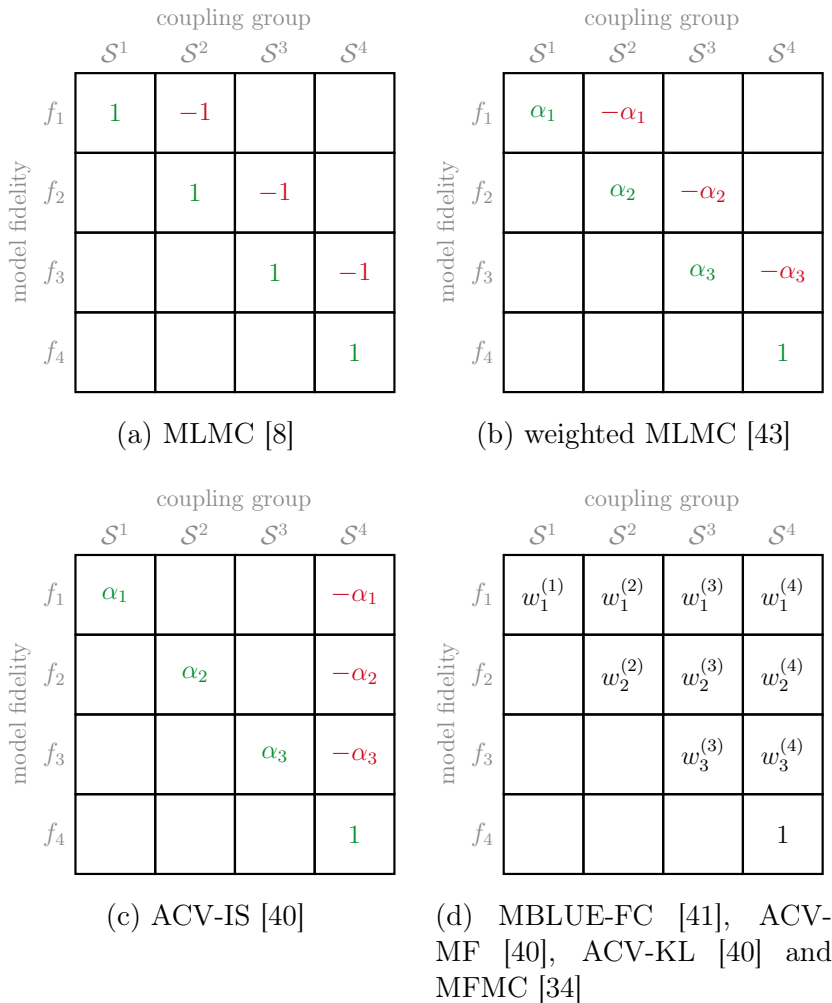 coupling group
S¹ S² S³ S⁴
model fidelity
f₁ 1 −1
f₂ 1 −1
f₃ 1 −1
f₄ 1
(a) MLMC [8]
coupling group
S¹ S² S³ S⁴
model fidelity
f₁ α₁ −α₁
f₂ α₂ −α₂
f₃ α₃ −α₃
f₄ 1
(b) weighted MLMC [43]
coupling group
S¹ S² S³ S⁴
model fidelity
f₁ α₁ −α₁
f₂ α₂ −α₂
f₃ α₃ −α₃
f₄ 1
(c) ACV-IS [40]
coupling group
S¹ S² S³ S⁴
model fidelity
f₁ w₁⁽¹⁾ w₁⁽²⁾ w₁⁽³⁾ w₁⁽⁴⁾
f₂ w₂⁽²⁾ w₂⁽³⁾ w₂⁽⁴⁾
f₃ w₃⁽³⁾ w₃⁽⁴⁾
f₄ 1
(d) MBLUE-FC [41], ACV-
MF [40], ACV-KL [40] and
MFMC [34]